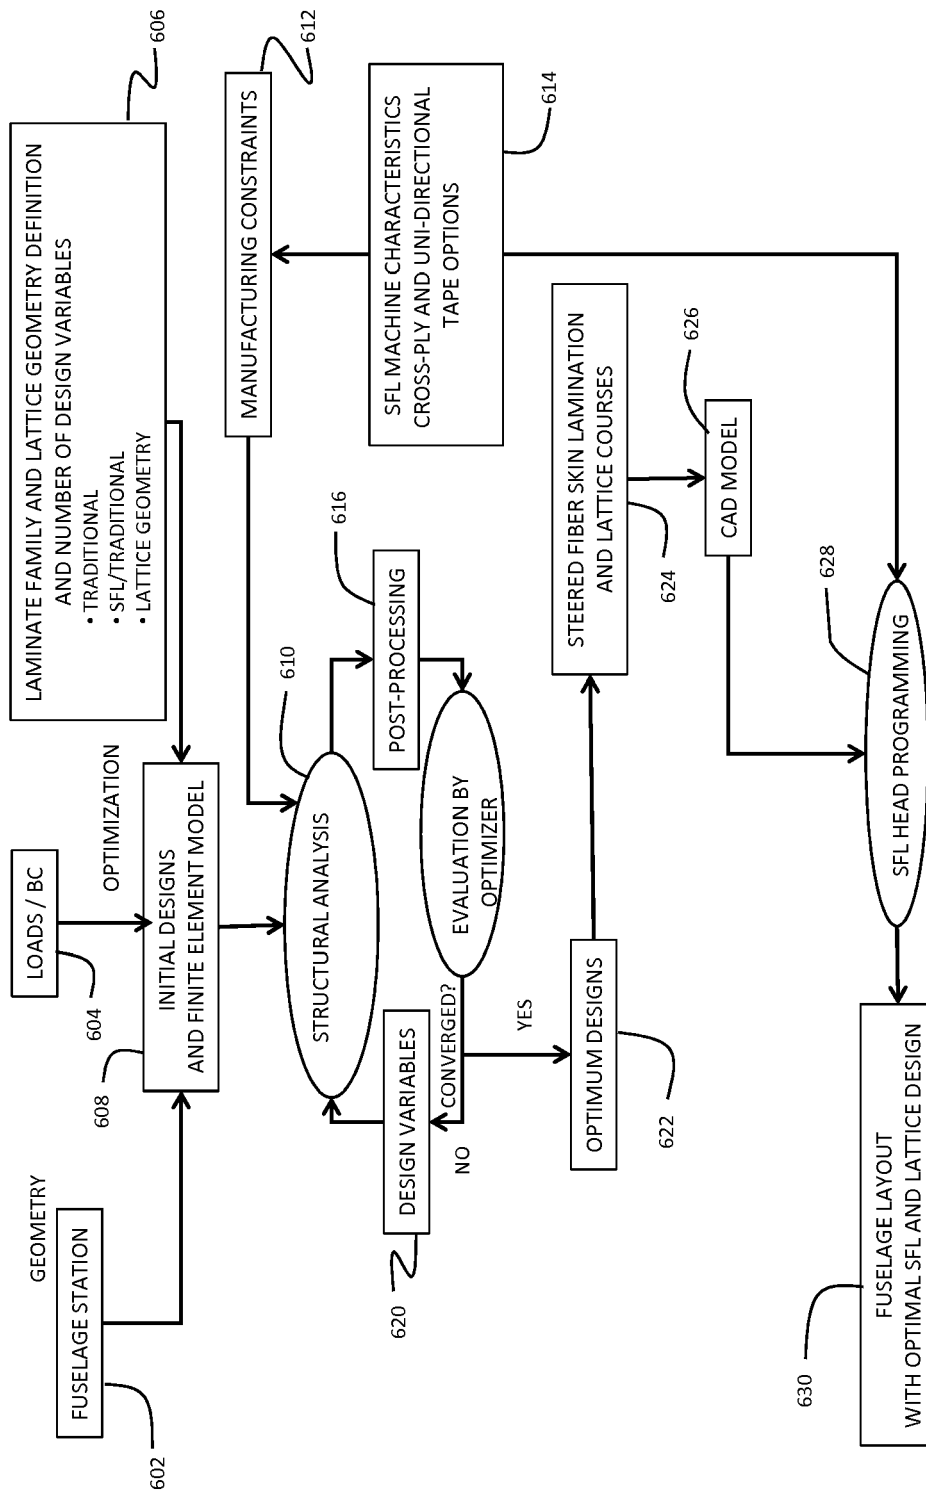 GEOMETRY
FUSELAGE STATION
602
LOADS / BC
604
OPTIMIZATION
LAMINATE FAMILY AND LATTICE GEOMETRY DEFINITION
AND NUMBER OF DESIGN VARIABLES
• TRADITIONAL
• SFL/TRADITIONAL
• LATTICE GEOMETRY
606
608
INITIAL DESIGNS
AND FINITE ELEMENT MODEL
MANUFACTURING CONSTRAINTS
612
STRUCTURAL ANALYSIS
610
SFL MACHINE CHARACTERISTICS
CROSS-PLY AND UNI-DIRECTIONAL
TAPE OPTIONS
614
POST-PROCESSING
616
DESIGN VARIABLES
620
CONVERGED?
NO
YES
EVALUATION BY
OPTIMIZER
OPTIMUM DESIGNS
622
STEERED FIBER SKIN LAMINATION
AND LATTICE COURSES
624
CAD MODEL
626
SFL HEAD PROGRAMMING
628
FUSELAGE LAYOUT
WITH OPTIMAL SFL AND LATTICE DESIGN
630